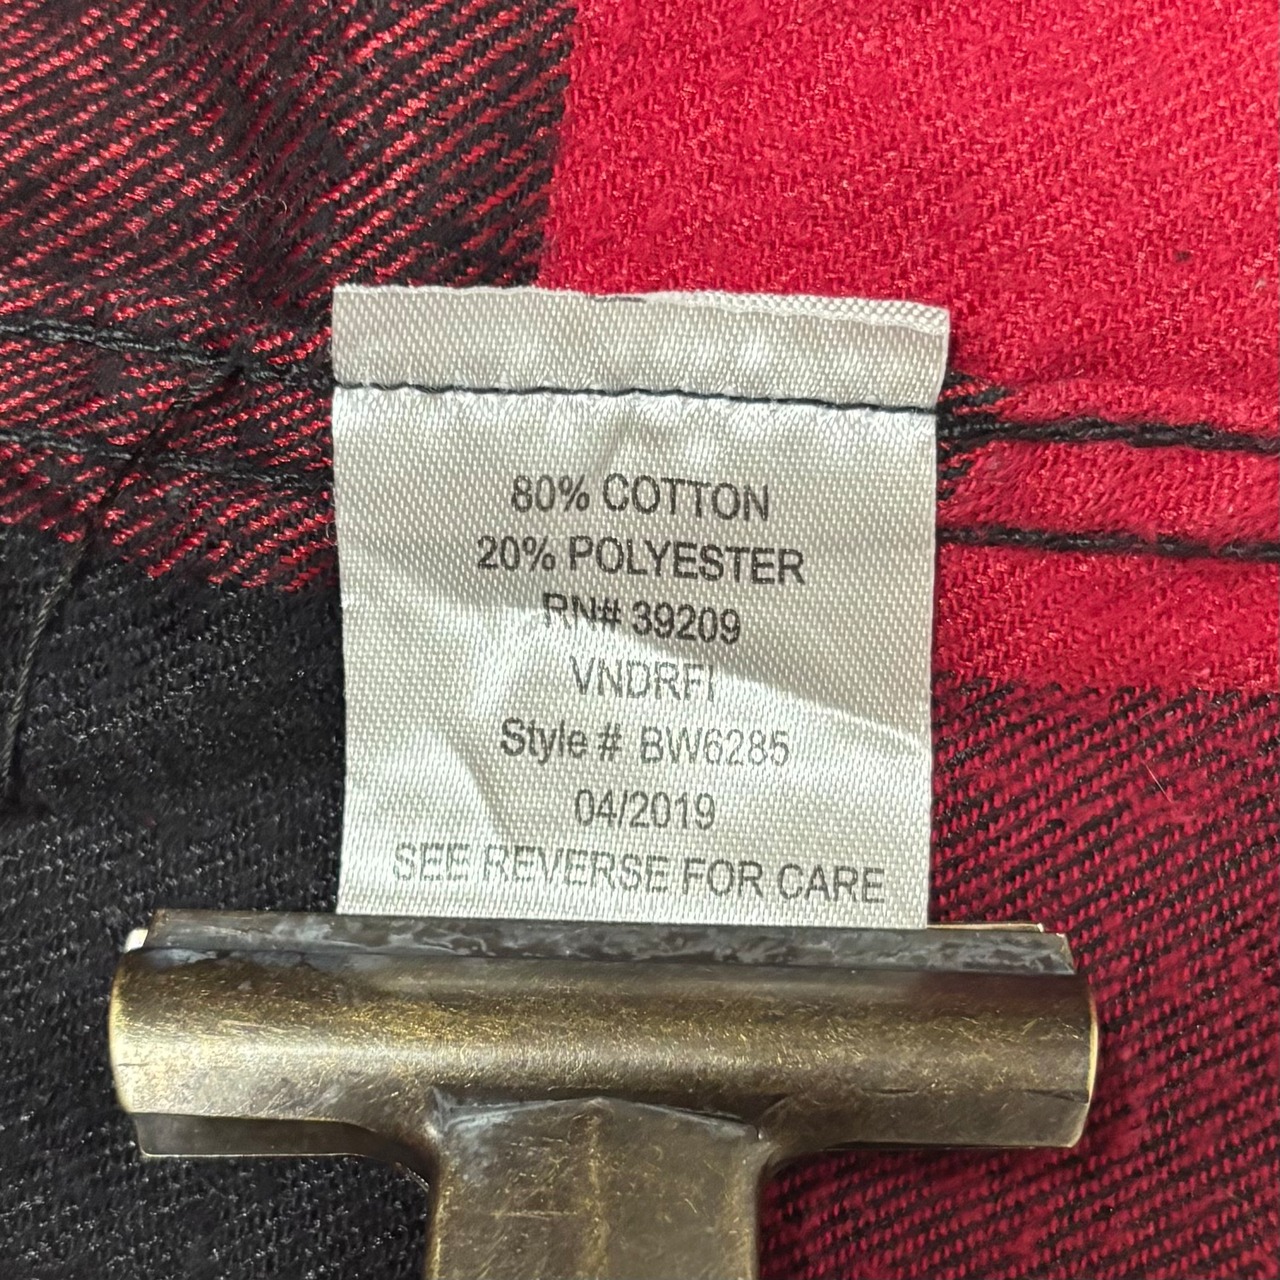 80% COTTON
20% POLYESTER
RN# 39209
VNDRFI
Style # BW6285
04/2019
SEE REVERSE FOR CARE